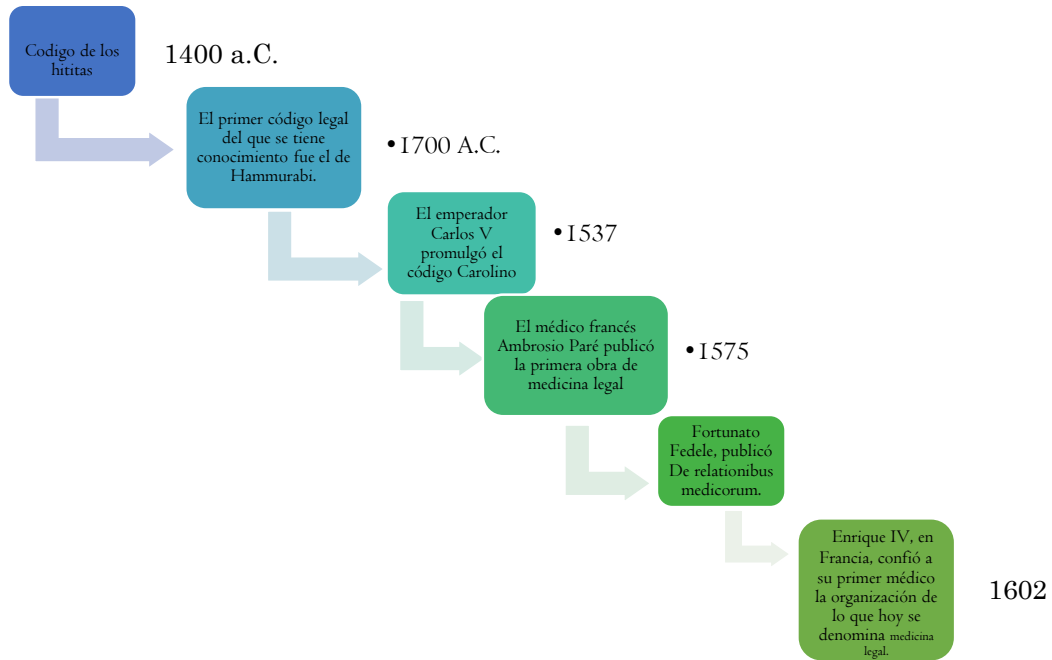 Codigo de los
hititas
1400 a.C.
El primer código legal
del que se tiene
conocimiento fue el de
Hammurabi.
•1700 A.C.
El emperador
Carlos V
promulgó el
código Carolino
•1537
El médico francés
Ambrosio Paré publicó
la primera obra de
medicina legal
•1575
Fortunato
Fedele, publicó
De relationibus
medicorum.
Enrique IV, en
Francia, confió a
su primer médico
la organización de
lo que hoy se
denomina medicina
legal.
1602